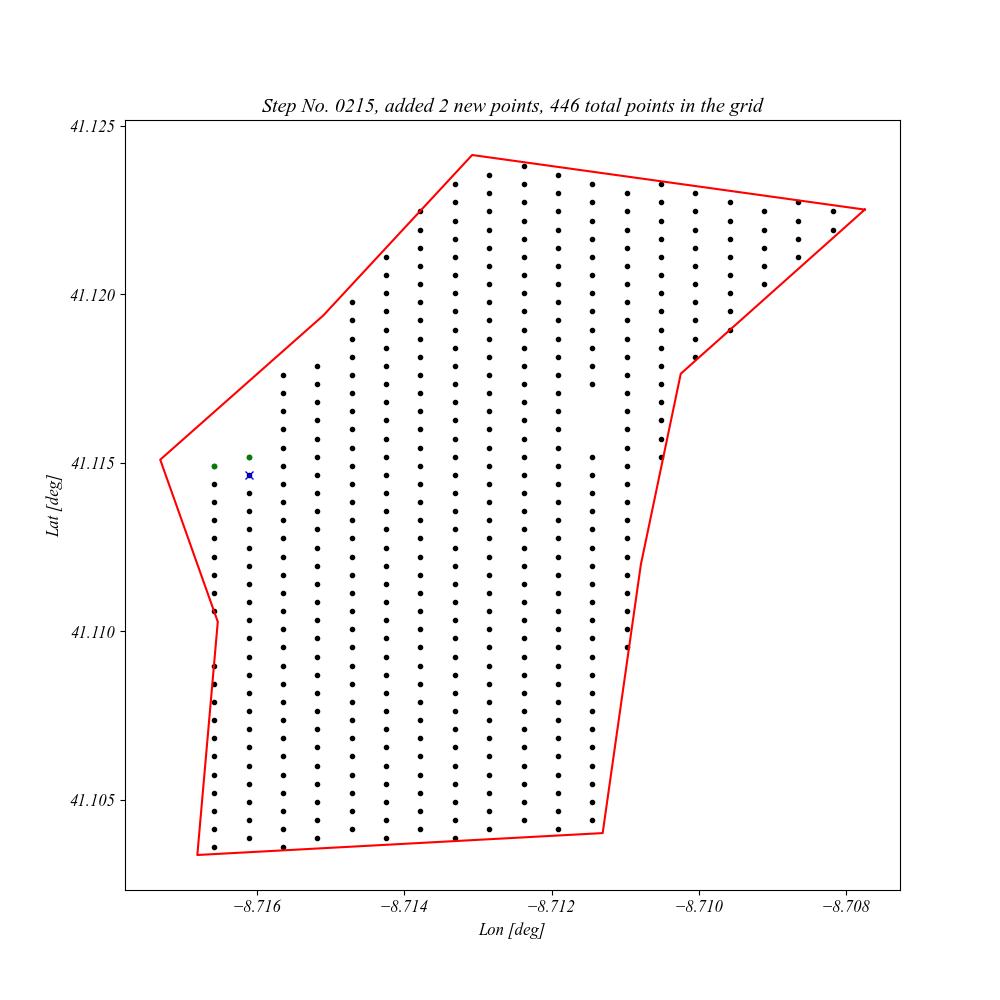 Step No. 0215, added 2 new points, 446 total points in the grid
41.125
41.120
41.115
41.110
41.105
Lat [deg]
−8.716 −8.714 −8.712 −8.710 −8.708
Lon [deg]